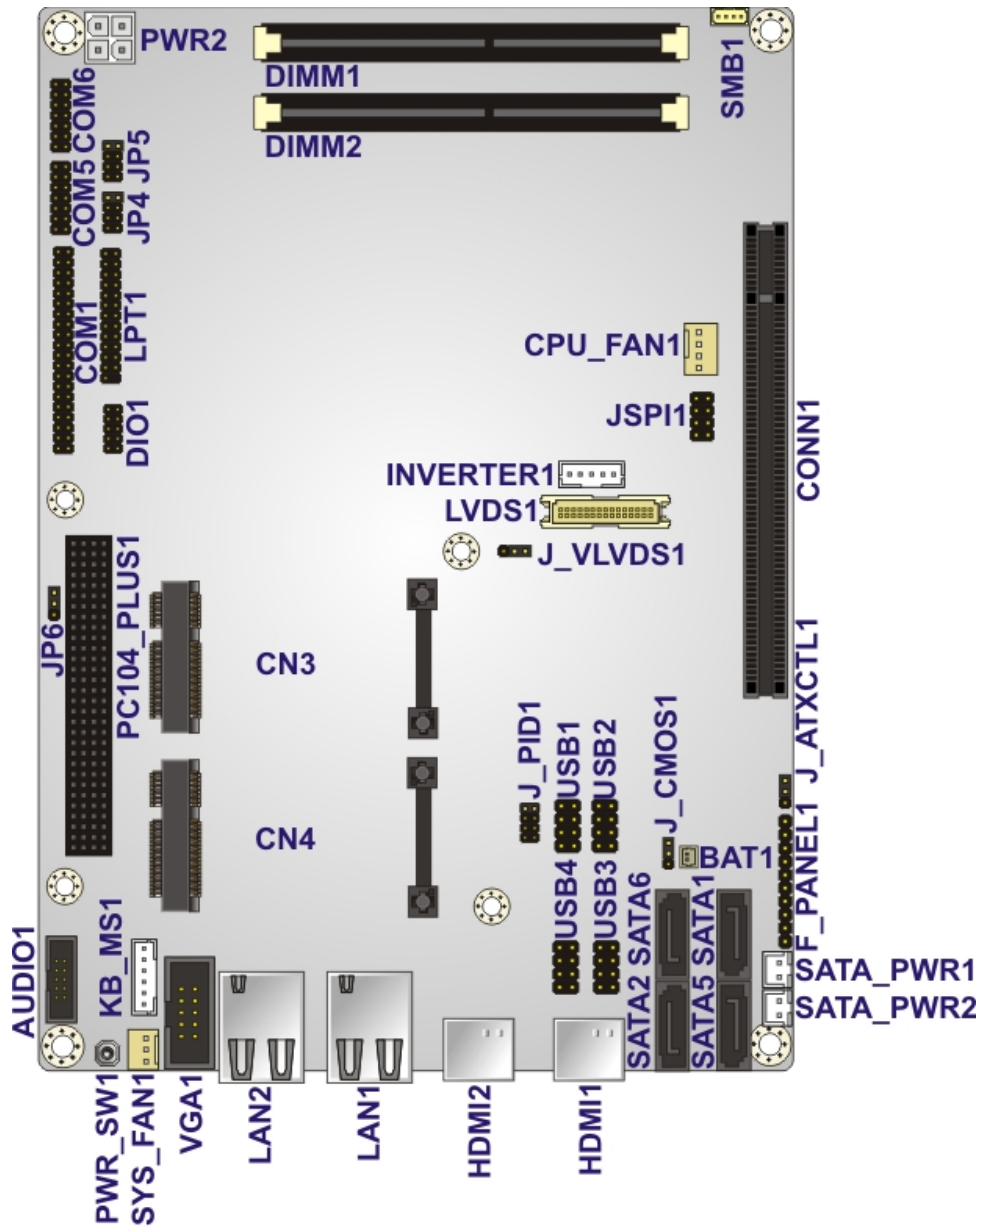 PWR2
SMB1
DIMM1
COM6
DIMM2
JP5
COM5
JP4
COM1
LPT1
CPU_FAN1
DIO1
JSPI1
CONN1
INVERTER1
LVDS1
J_VLVDS1
PC104_PLUS1
JP6
CN3
J_ATXCTL1
J_PID1
USB1
USB2
J_CMOS1
CN4
BAT1
F_PANEL1
USB4
USB3
SATA6
SATA1
KB_MS1
AUDIO1
SATA_PWR1
SATA2
SATA5
SATA_PWR2
PWR_SW1
SYS_FAN1
VGA1
LAN2
LAN1
HDMI2
HDMI1